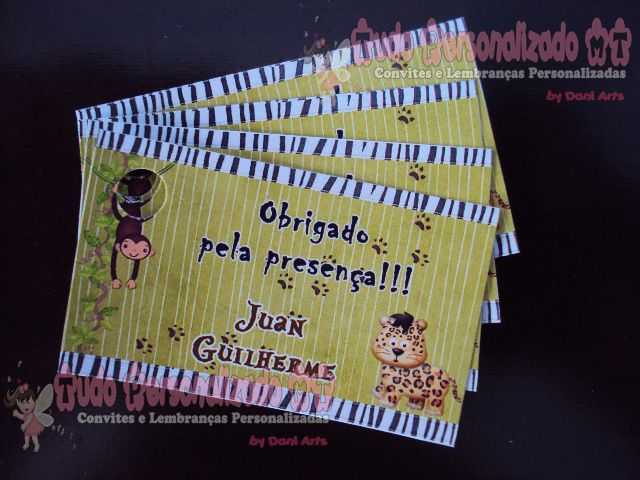 Tudo Personalizado MT
Convites e Lembranças Personalizadas
by Dani Arts
Obrigado
pela presença!!!
Juan
Guilherme
Tudo Personalizado MT
Convites e Lembranças Personalizadas
by Dani Arts